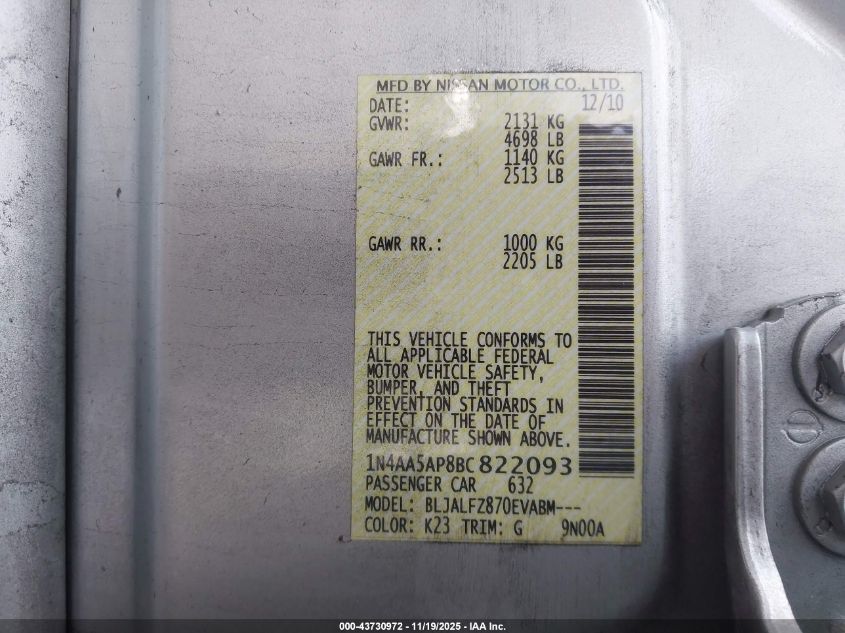 MFD BY NISSAN MOTOR CO., LTD.
DATE: 12/10
GVWR: 2131 KG
4698 LB
GAWR FR.: 1140 KG
2513 LB
GAWR RR.: 1000 KG
2205 LB
THIS VEHICLE CONFORMS TO
ALL APPLICABLE FEDERAL
MOTOR VEHICLE SAFETY,
BUMPER, AND THEFT
PREVENTION STANDARDS IN
EFFECT ON THE DATE OF
MANUFACTURE SHOWN ABOVE.
1N4AA5AP8BC822093
PASSENGER CAR 632
MODEL: BLJALFZ870EVABM---
COLOR: K23 TRIM: G 9N00A
000-43730972 - 11/19/2025 - IAA Inc.